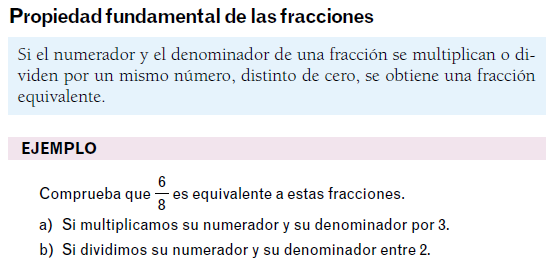 Propiedad fundamental de las fracciones
Si el numerador y el denominador de una fracción se multiplican o di-
viden por un mismo número, distinto de cero, se obtiene una fracción
equivalente.
EJEMPLO
Comprueba que 6/8 es equivalente a estas fracciones.
a) Si multiplicamos su numerador y su denominador por 3.
b) Si dividimos su numerador y su denominador entre 2.